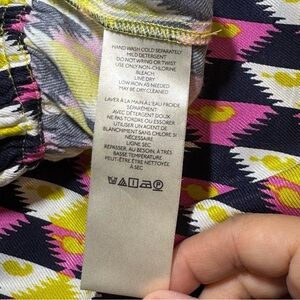 HAND WASH COLD SEPARATELY
MILD DETERGENT
DO NOT WRING OR TWIST
USE ONLY NON-CHLORINE
BLEACH
LINE DRY
LOW IRON AS NEEDED
MAY BE DRY CLEANED
LAVER À LA MAIN À L'EAU FROIDE
SÉPARÉMENT
AVEC DÉTERGENT DOUX
NE PAS TORDRE OU ESSORER
UTILISER UN AGENT DE
BLANCHIMENT SANS CHLORE SI
NÉCESSAIRE
LIGNE SEC
REPASSER, AU BESOIN, À TRÈS
BASSE TEMPÉRATURE
PEUT-ÊTRE ÊTRE NETTOYÉE
À SEC